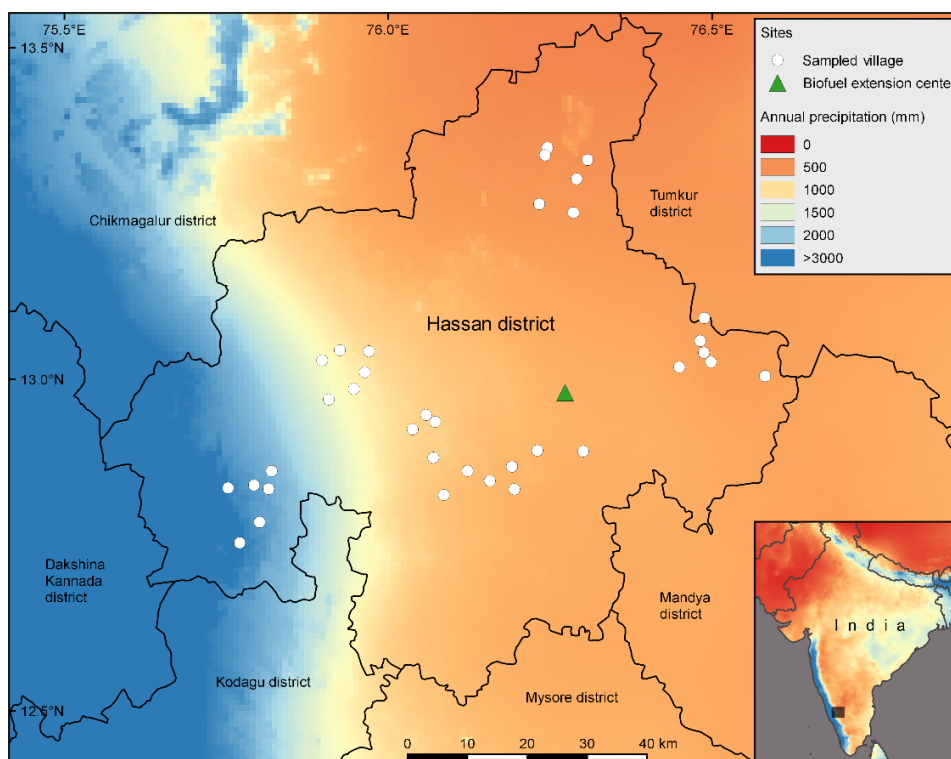 75.5°E
76.0°E
76.5°E
13.5°N
Sites
Sampled village
Biofuel extension center
Annual precipitation (mm)
0
500
1000
1500
2000
>3000
Tumkur
district
Chikmagalur district
Hassan district
13.0°N
Dakshina
Kannada
district
Mandya
district
India
Kodagu district
Mysore district
12.5°N
0 10 20 30 40 km